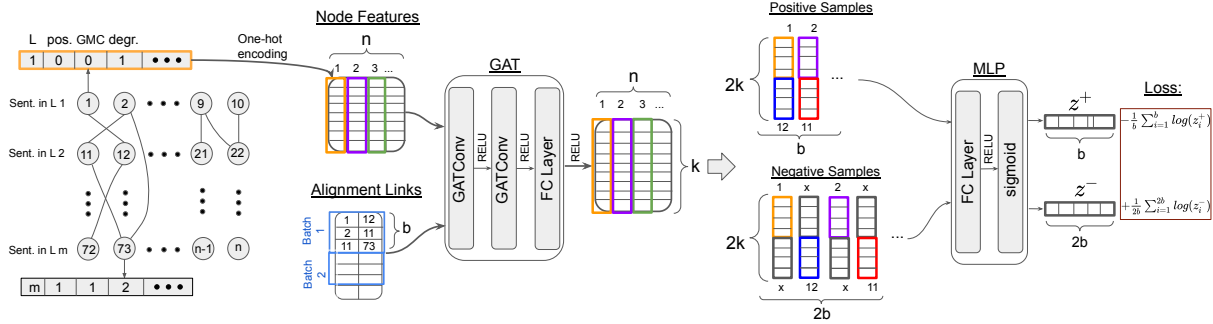 Node Features
Positive Samples
L pos. GMC degr.
1 0 0 1 • • •
One-hot
encoding
n
1 2 3 ...
GAT
GATConv
RELU
GATConv
RELU
FC Layer
RELU
n
1 2 3 ...
k
1 2
2k
...
12 11
b
MLP
FC Layer
RELU
sigmoid
Loss:
z⁺
b
-1/b ∑_{i=1}^{b} log(z_i^+)
z⁻
2b
+1/2b ∑_{i=1}^{2b} log(z_i^-)
Sent. in L 1
1 2 • • • 9 10
Sent. in L 2
11 12 • • • 21 22
Sent. in L m
72 73 • • • n-1 n
m 1 1 2 • • •
Alignment Links
Batch
1
1 12
2 11
11 73
b
Batch
2
Negative Samples
1 x 2 x
2k
...
x 12 x 11
2b